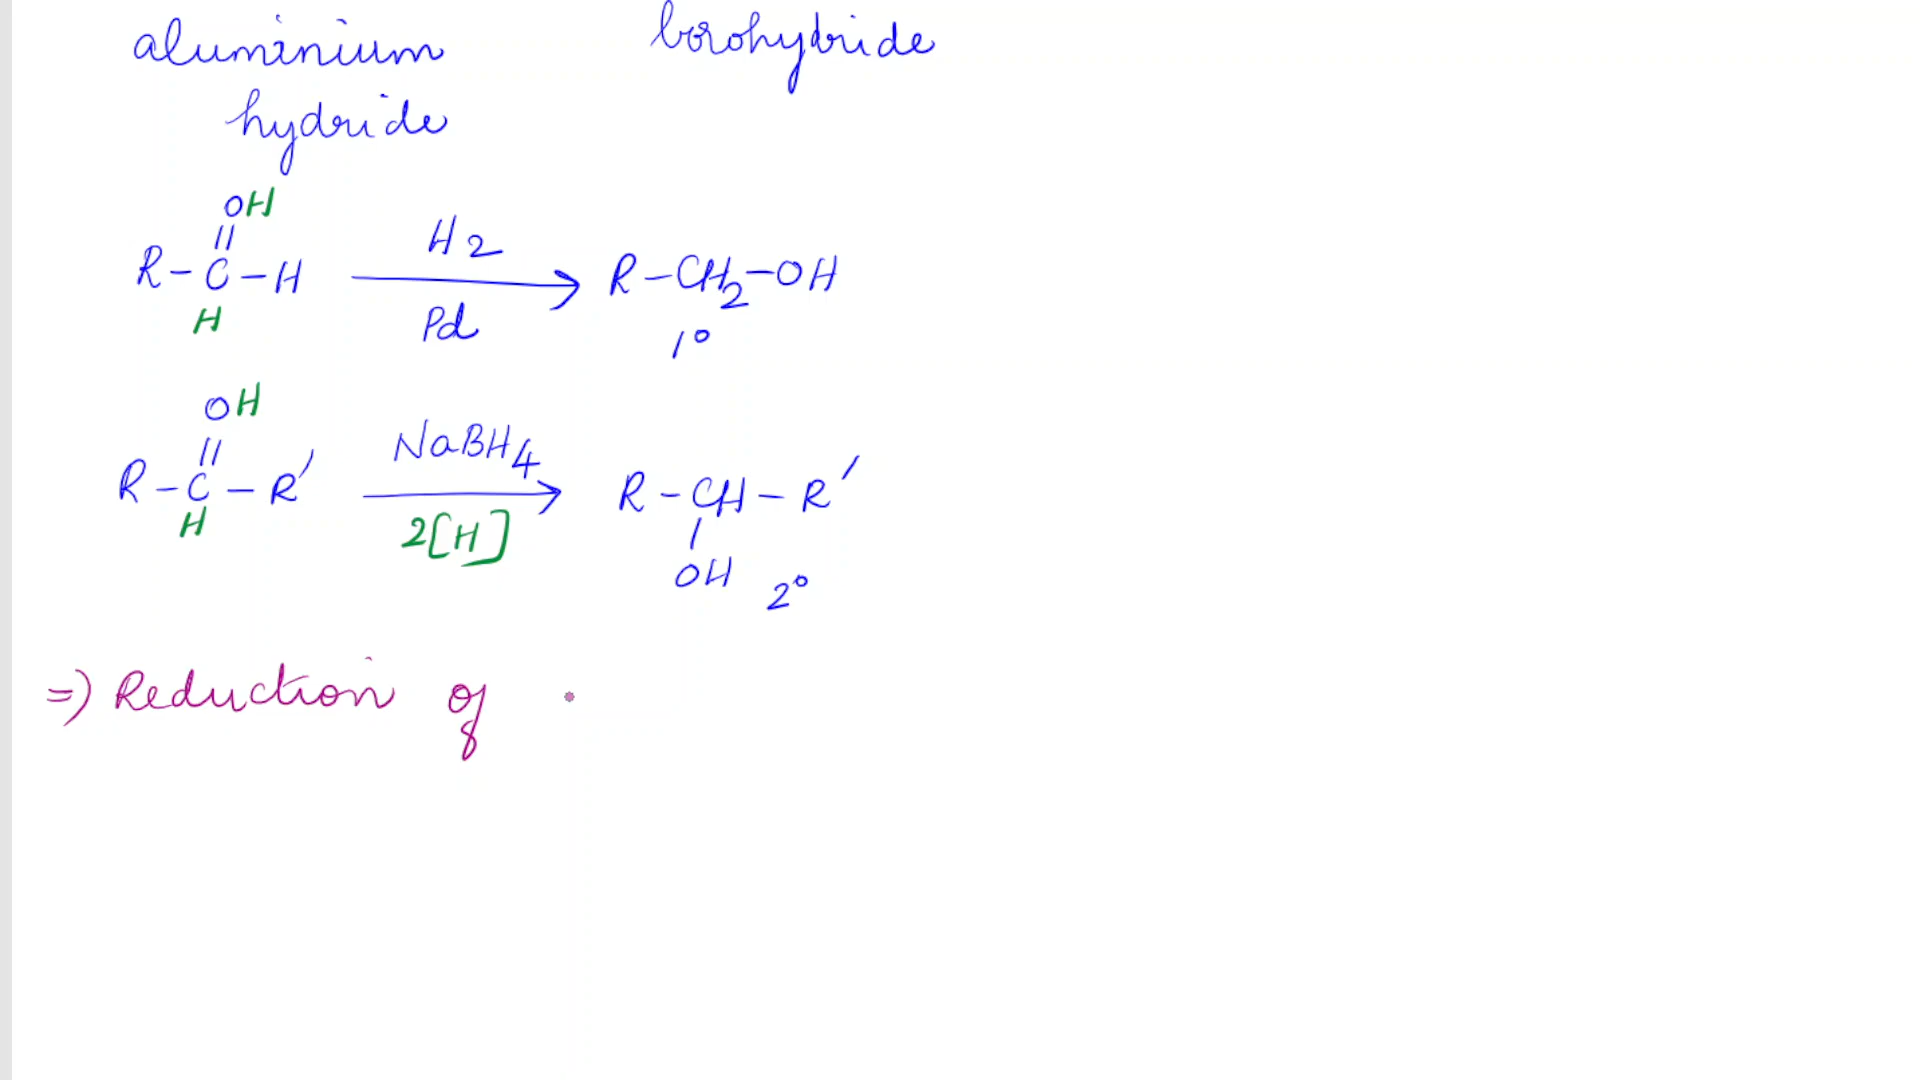 aluminium borohydride
hydride
OH
||
R-C-H H2 R-CH2-OH
H Pd 1°
OH
||
R-C-R' NaBH4 R-CH-R'
H 2[H] |
OH 2°
=) Reduction of